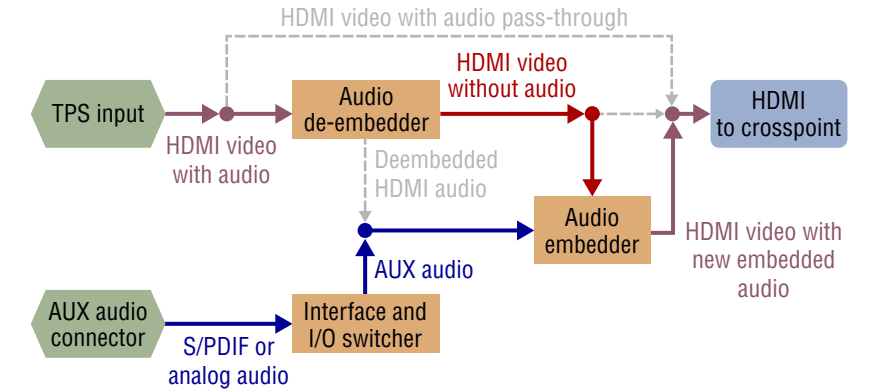 HDMI video with audio pass-through
TPS input
HDMI video
with audio
Audio
de-embedder
HDMI video
without audio
HDMI
to crosspoint
Deembedded
HDMI audio
Audio
embedder
HDMI video with
new embedded
audio
AUX audio
AUX audio
connector
S/PDIF or
analog audio
Interface and
I/O switcher